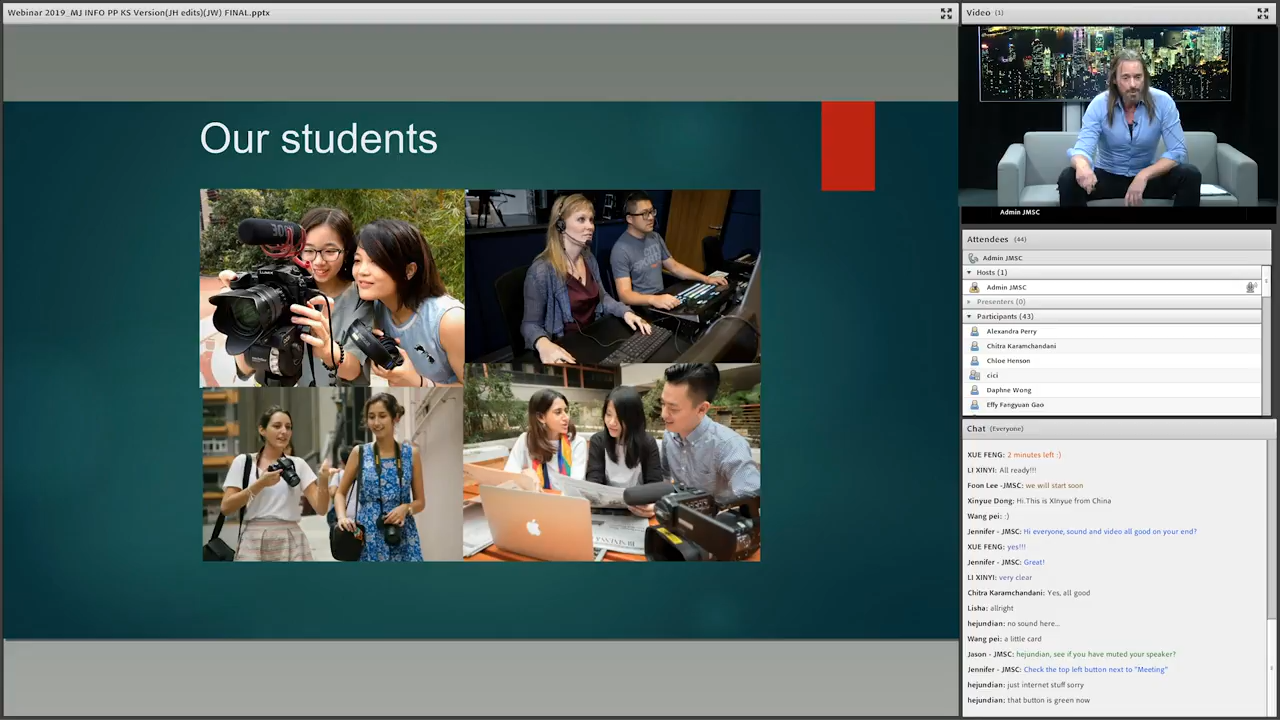 Webinar 2019_MJ INFO PP KS Version(JH edits)(JW) FINAL.pptx
Our students
Video (1)
Admin JMSC
Attendees (44)
Admin JMSC
Hosts (1)
Admin JMSC
Presenters (0)
Participants (43)
Alexandra Perry
Chitra Karamchandani
Chloe Henson
cici
Daphne Wong
Effy Fangyuan Gao
Chat (Everyone)
XUE FENG: 2 minutes left :)
LI XINYI: All ready!!!
Foon Lee -JMSC: we will start soon
Xinyue Dong: Hi.This is XInyue from China
Wang pei: :)
Jennifer - JMSC: Hi everyone, sound and video all good on your end?
XUE FENG: yes!!!
Jennifer - JMSC: Great!
LI XINYI: very clear
Chitra Karamchandani: Yes, all good
Lisha: allright
hejundian: no sound here...
Wang pei: a little card
Jason - JMSC: hejundian, see if you have muted your speaker?
Jennifer - JMSC: Check the top left button next to "Meeting"
hejundian: just internet stuff sorry
hejundian: that button is green now